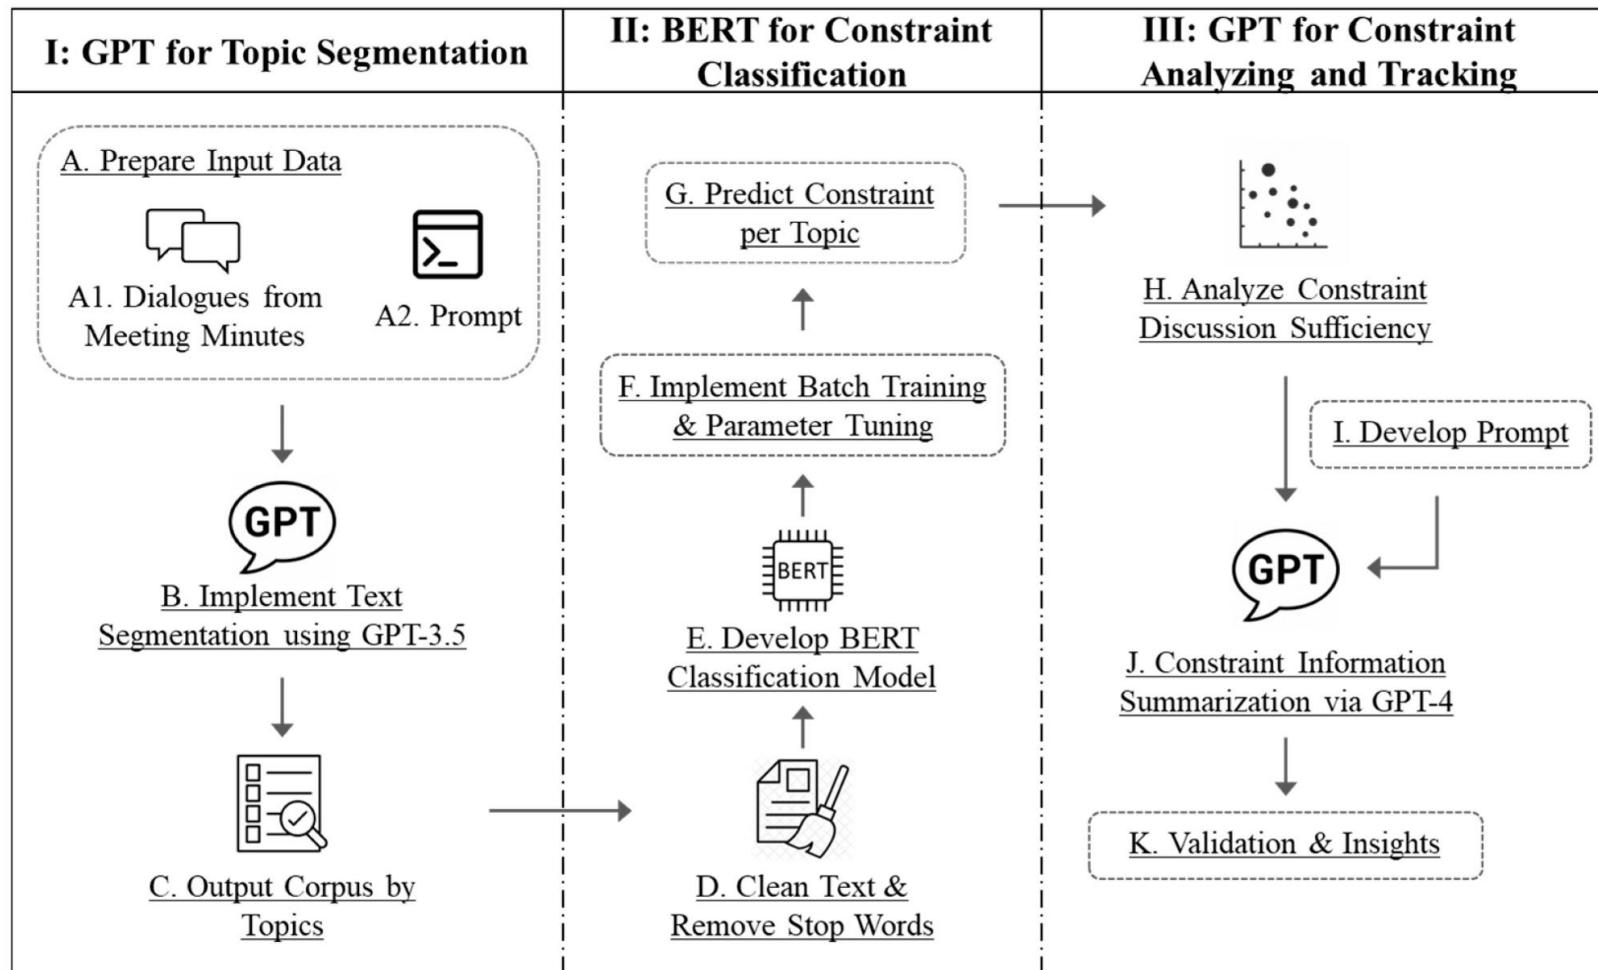 I: GPT for Topic Segmentation
A. Prepare Input Data
A1. Dialogues from
Meeting Minutes
A2. Prompt
GPT
B. Implement Text
Segmentation using GPT-3.5
C. Output Corpus by
Topics
II: BERT for Constraint
Classification
G. Predict Constraint
per Topic
F. Implement Batch Training
& Parameter Tuning
BERT
E. Develop BERT
Classification Model
D. Clean Text &
Remove Stop Words
III: GPT for Constraint
Analyzing and Tracking
H. Analyze Constraint
Discussion Sufficiency
I. Develop Prompt
GPT
J. Constraint Information
Summarization via GPT-4
K. Validation & Insights